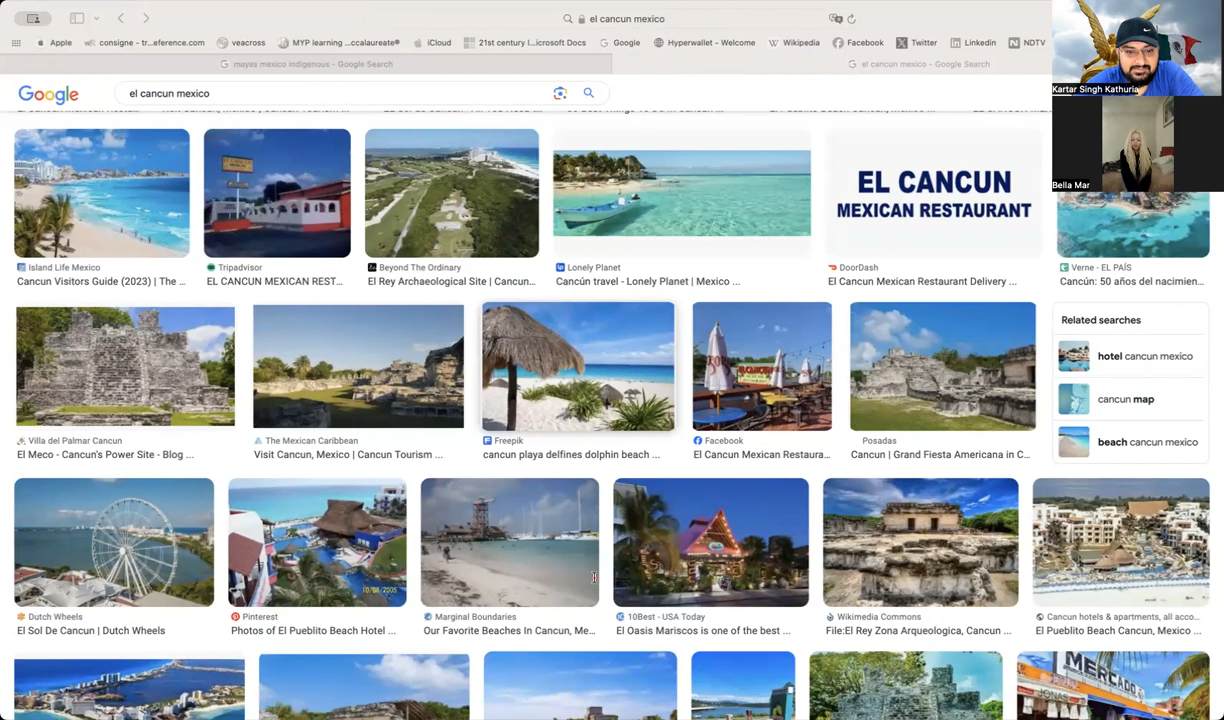 el cancun mexico
Apple
consigne - tr...eference.com
veacross
MYP learning ...ccalaureate®
iCloud
21st century l...icrosoft Docs
Google
Hyperwallet – Welcome
Wikipedia
Facebook
Twitter
Linkedin
NDTV
mayas mexico indigenous - Google Search
el cancun mexico - Google Search
Kartar Singh Kathuria
Bella Mar
Google
el cancun mexico
EL CANCUN
MEXICAN RESTAURANT
Island Life Mexico
Cancun Visitors Guide (2023) | The ...
Tripadvisor
EL CANCUN MEXICAN REST...
Beyond The Ordinary
El Rey Archaeological Site | Cancun...
Lonely Planet
Cancún travel - Lonely Planet | Mexico ...
DoorDash
El Cancun Mexican Restaurant Delivery ...
Verne - EL PAÍS
Cancún: 50 años del nacimien...
Villa del Palmar Cancun
El Meco - Cancun's Power Site - Blog ...
The Mexican Caribbean
Visit Cancun, Mexico | Cancun Tourism ...
Freepik
cancun playa delfines dolphin beach ...
Facebook
El Cancun Mexican Restaura...
Posadas
Cancun | Grand Fiesta Americana in C...
Related searches
hotel cancun mexico
cancun map
beach cancun mexico
10/08/2005
Dutch Wheels
El Sol De Cancun | Dutch Wheels
Pinterest
Photos of El Pueblito Beach Hotel ...
Marginal Boundaries
Our Favorite Beaches In Cancun, Me...
10Best - USA Today
El Oasis Mariscos is one of the best ...
Wikimedia Commons
File:El Rey Zona Arqueologica, Cancun ...
Cancun hotels & apartments, all acco...
El Pueblito Beach Cancun, Mexico ...
MERCADO
JONAS